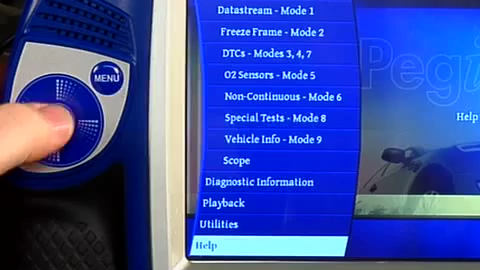 Datastream - Mode 1
Freeze Frame - Mode 2
DTCs - Modes 3, 4, 7
O2 Sensors - Mode 5
Non-Continuous - Mode 6
Special Tests - Mode 8
Vehicle Info - Mode 9
Scope
Diagnostic Information
Playback
Utilities
Help
MENU
Pegi
Help